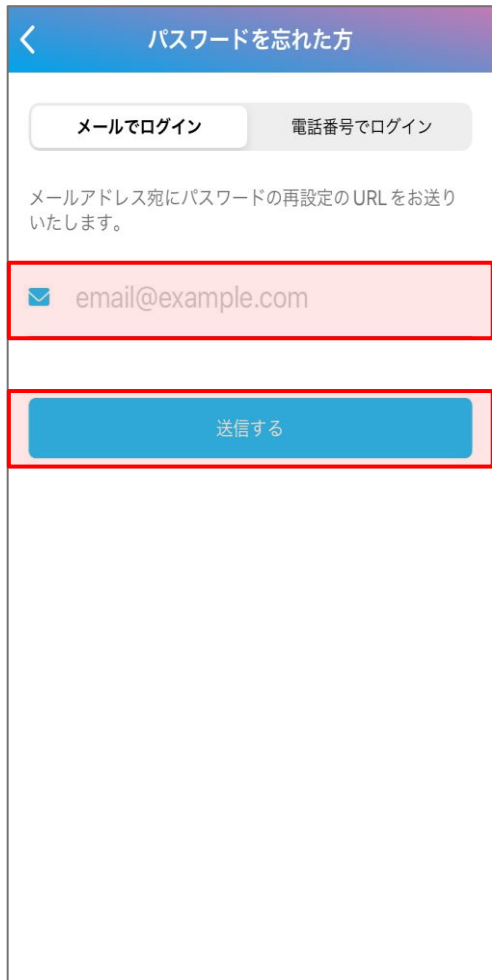 パスワードを忘れた方
メールでログイン
電話番号でログイン
メールアドレス宛にパスワードの再設定のURLをお送り
いたします。
email@example.com
送信する